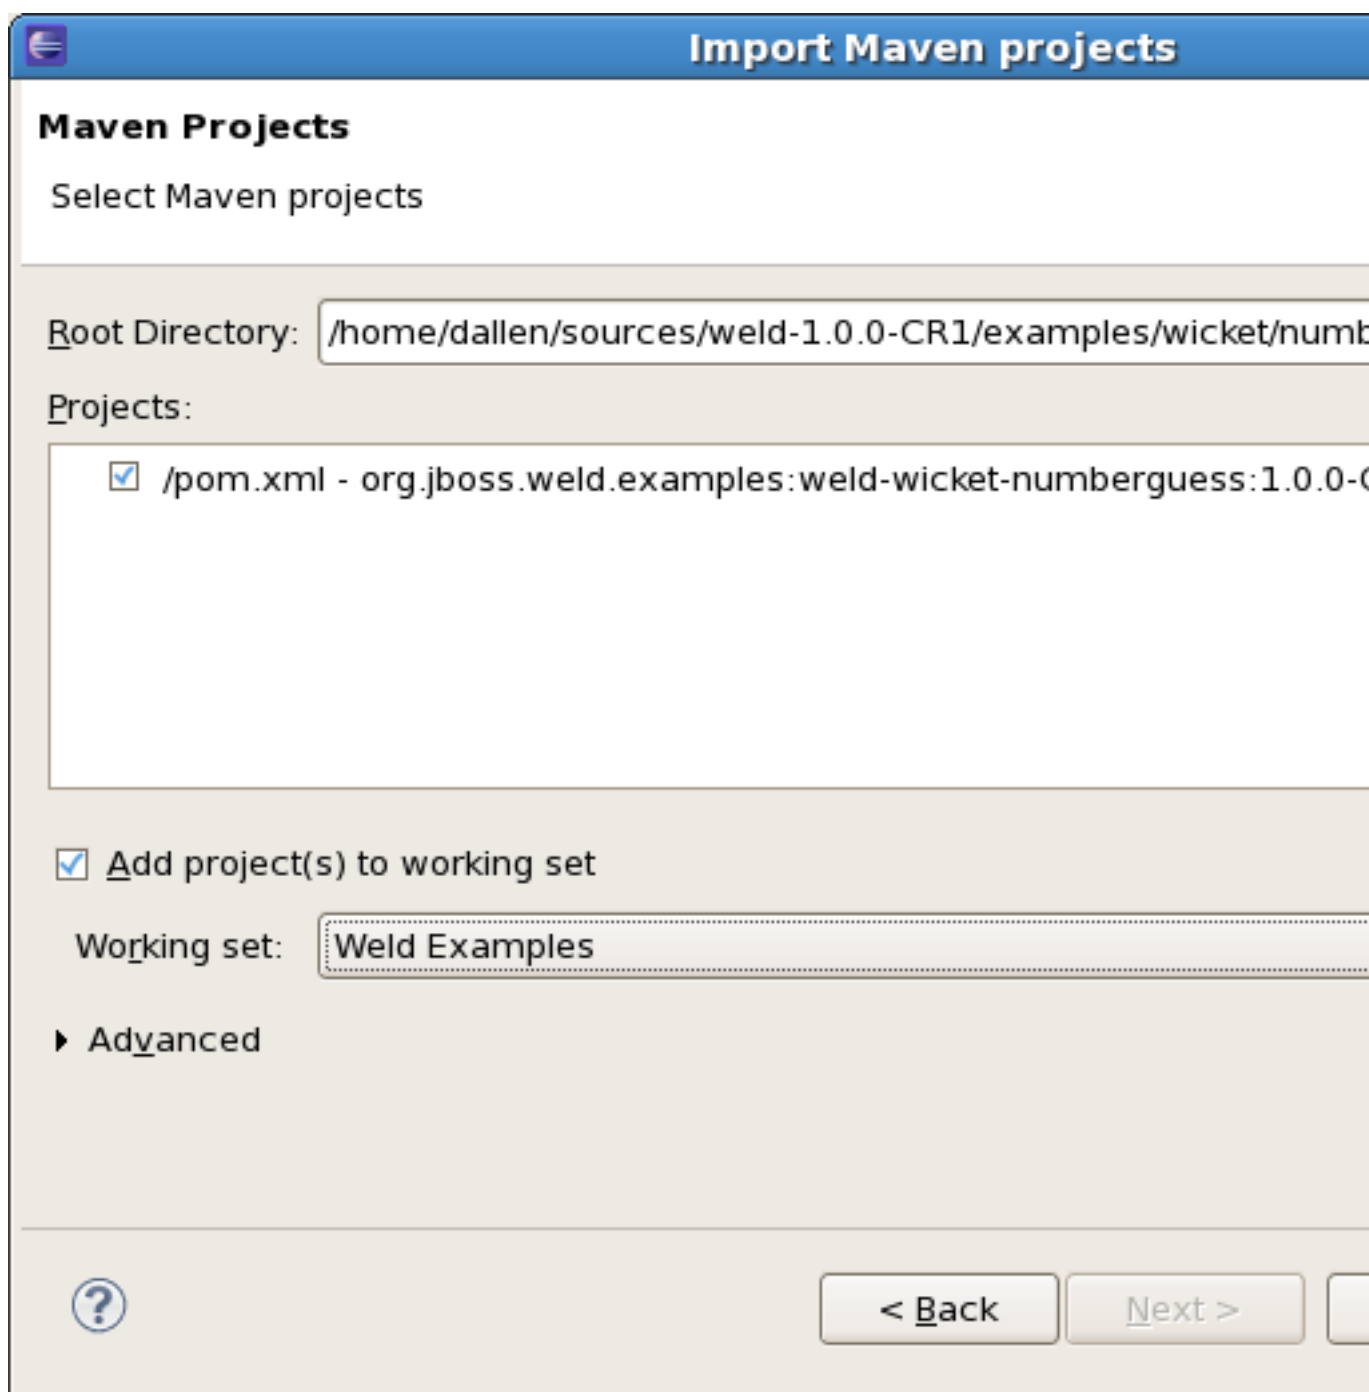 Import Maven projects
Maven Projects
Select Maven projects
Root Directory: /home/dallen/sources/weld-1.0.0-CR1/examples/wicket/numb
Projects:
/pom.xml - org.jboss.weld.examples:weld-wicket-numberguess:1.0.0-C
Add project(s) to working set
Working set: Weld Examples
Advanced
? < Back Next >